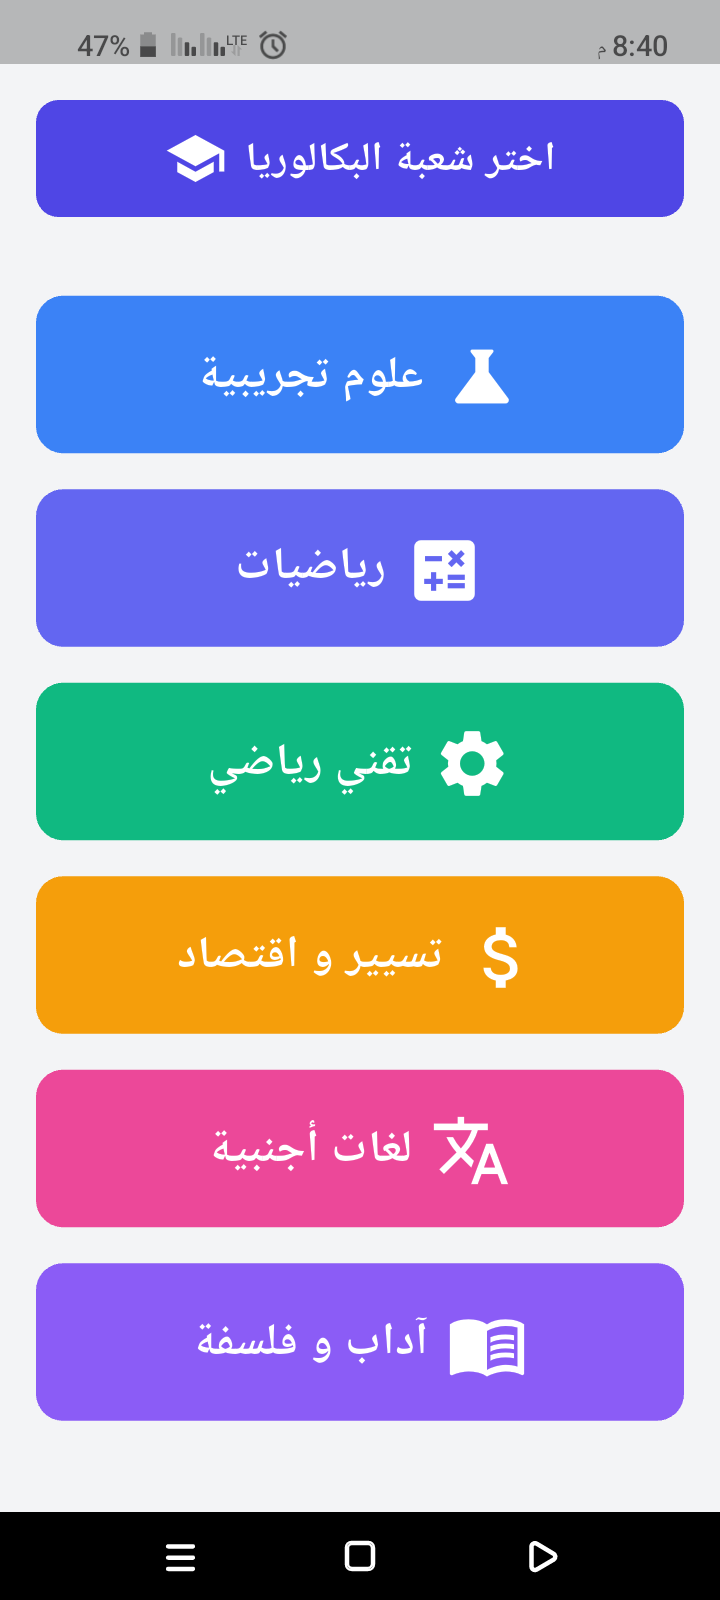 47% LTE 8:40 م
اختر شعبة البكالوريا
علوم تجريبية
رياضيات
تقني رياضي
تسيير و اقتصاد
لغات أجنبية
آداب و فلسفة